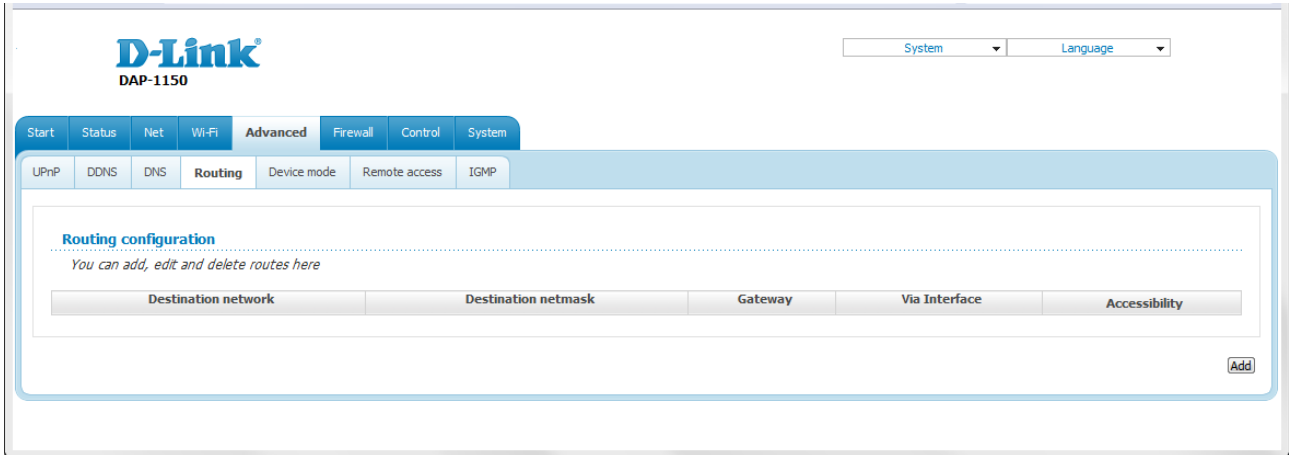 D-Link®
DAP-1150
System Language
Start Status Net Wi-Fi Advanced Firewall Control System
UPnP DDNS DNS Routing Device mode Remote access IGMP
Routing configuration
You can add, edit and delete routes here
Destination network Destination netmask Gateway Via Interface Accessibility
Add